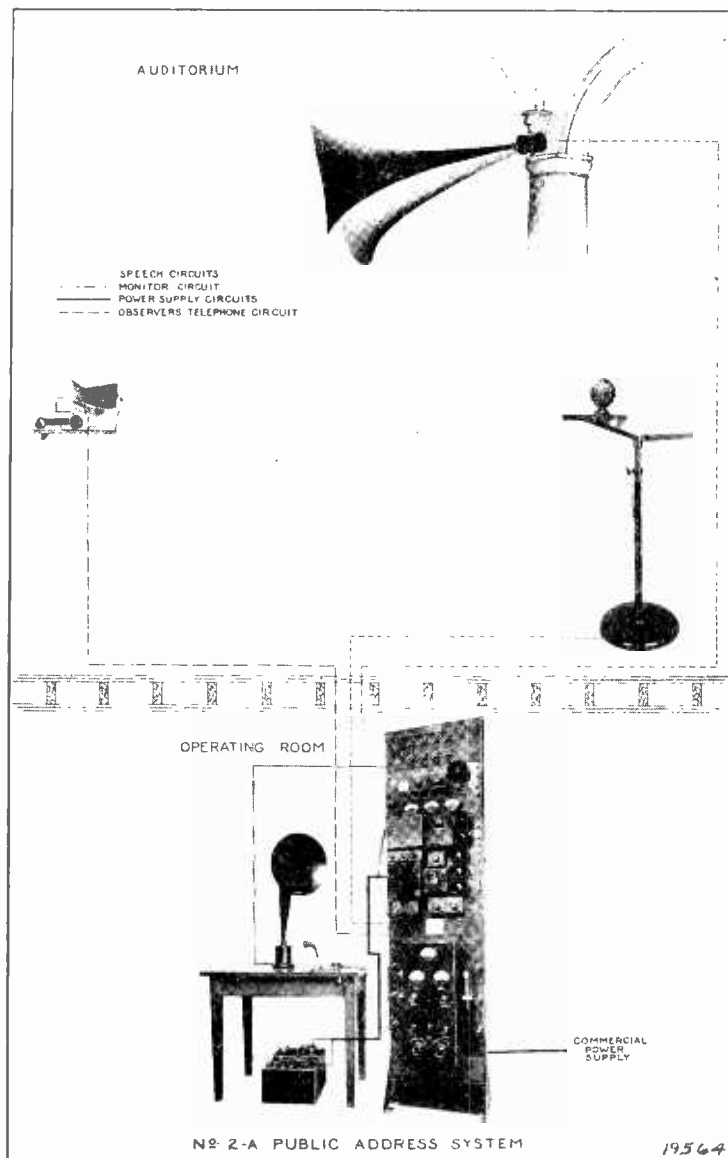 AUDITORIUM
SPEECH CIRCUITS
MONITOR CIRCUIT
POWER SUPPLY CIRCUITS
OBSERVERS TELEPHONE CIRCUIT
OPERATING ROOM
COMMERCIAL
POWER
SUPPLY
Nº 2-A PUBLIC ADDRESS SYSTEM
19564